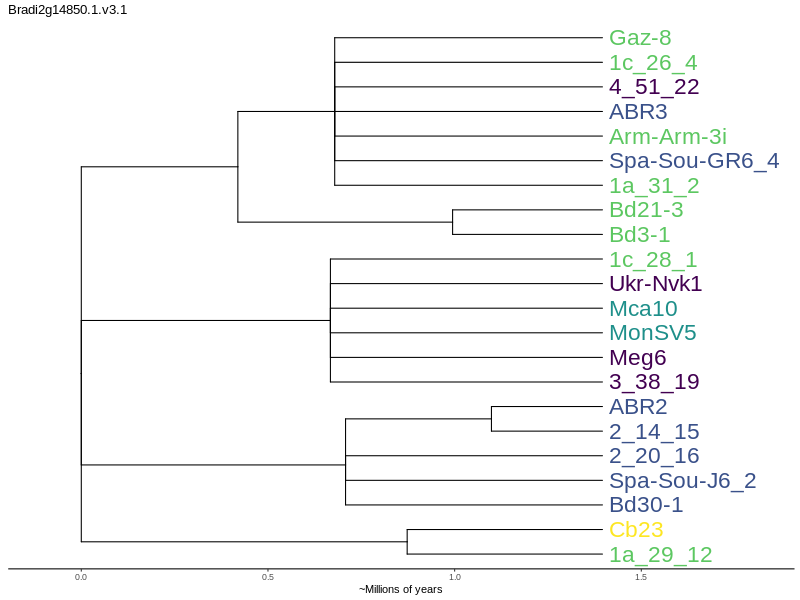 Bradi2g14850.1.v3.1
Gaz-8
1c_26_4
4_51_22
ABR3
Arm-Arm-3i
Spa-Sou-GR6_4
1a_31_2
Bd21-3
Bd3-1
1c_28_1
Ukr-Nvk1
Mca10
MonSV5
Meg6
3_38_19
ABR2
2_14_15
2_20_16
Spa-Sou-J6_2
Bd30-1
Cb23
1a_29_12
0.0 0.5 1.0 1.5
~Millions of years